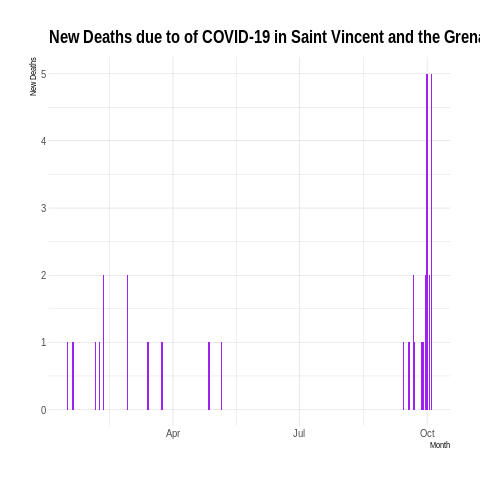 New Deaths due to of COVID-19 in Saint Vincent and the Grena
New Deaths
5
4
3
2
1
0
Apr
Jul
Oct
Month